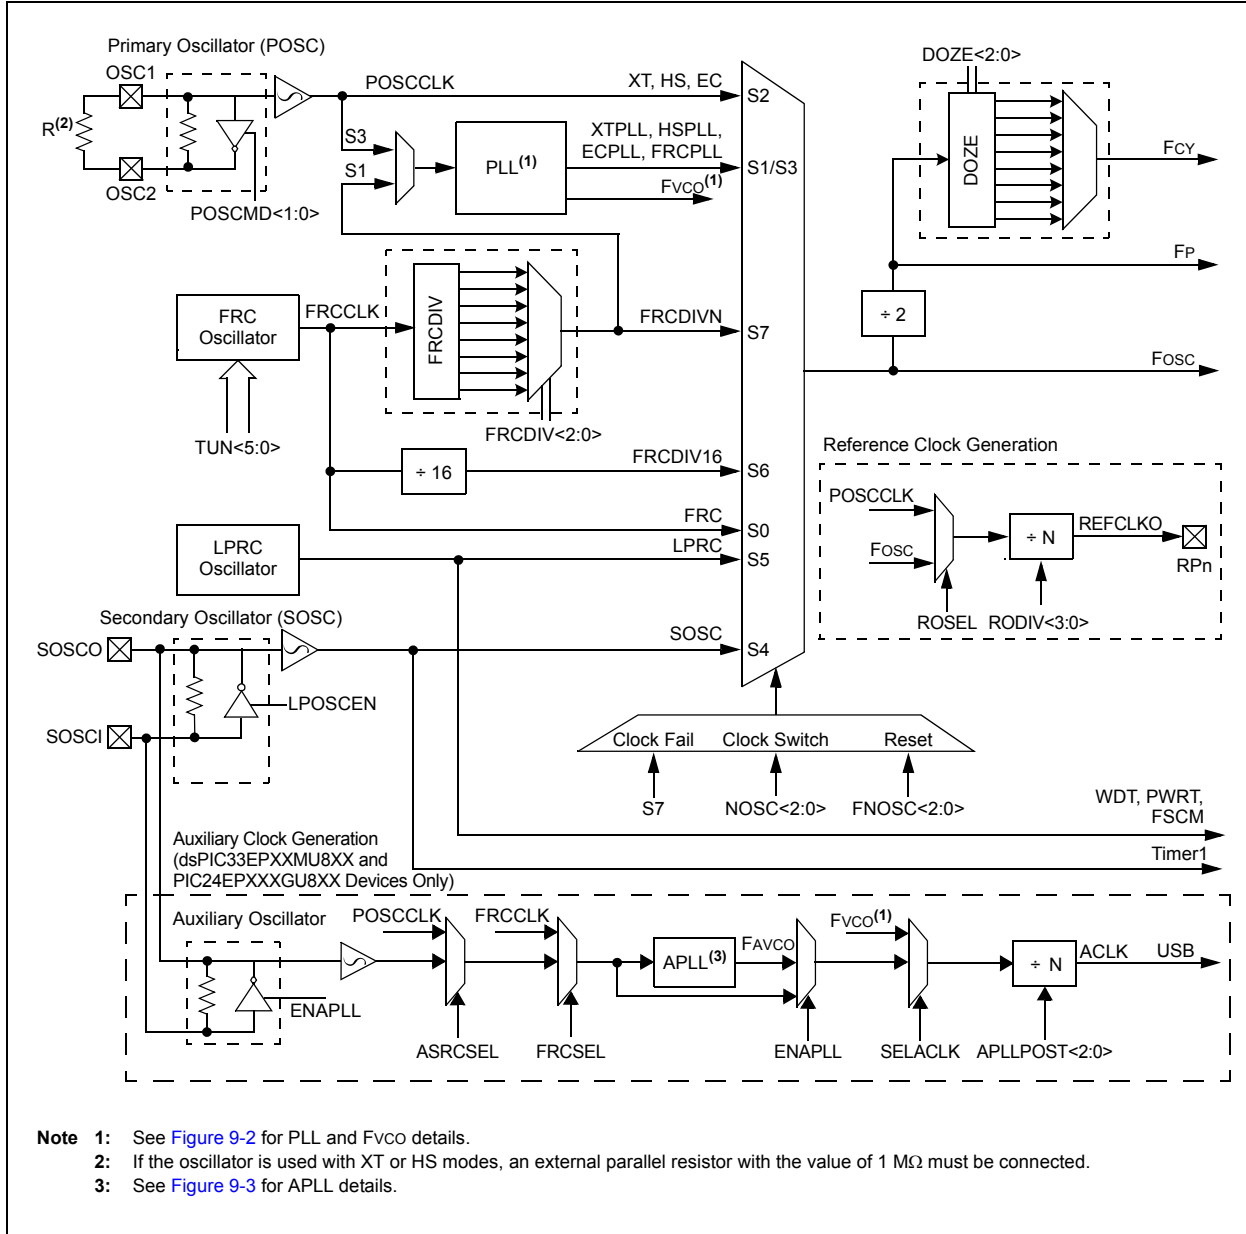 Primary Oscillator (POSC)
OSC1
R(2)
OSC2
POSCMD<1:0>
POSCCLK
S3
S1
PLL(1)
XT, HS, EC
XTPLL, HSPLL,
ECPLL, FRCPLL
FVCO(1)
S2
S1/S3
DOZE<2:0>
DOZE
FCY
FP
÷ 2
FOSC
FRC
Oscillator
FRCCLK
TUN<5:0>
FRCDIV
FRCDIV<2:0>
FRCDIVN
S7
÷ 16
FRCDIV16
S6
FRC
S0
LPRC
Oscillator
LPRC
S5
Reference Clock Generation
POSCCLK
FOSC
÷ N
REFCLKO
RPn
ROSEL
RODIV<3:0>
Secondary Oscillator (SOSC)
SOSCO
SOSCI
LPOSCEN
SOSC
S4
Clock Fail
Clock Switch
Reset
S7
NOSC<2:0>
FNOSC<2:0>
WDT, PWRT,
FSCM
Timer1
Auxiliary Clock Generation
(dsPIC33EPXXMU8XX and
PIC24EPXXXGU8XX Devices Only)
Auxiliary Oscillator
ENAPLL
POSCCLK
ASRCSEL
FRCCLK
FRCSEL
APLL(3)
FAVCO
ENAPLL
FVCO(1)
SELACLK
÷ N
APLLPOST<2:0>
ACLK
USB
Note 1: See Figure 9-2 for PLL and FVCO details.
2: If the oscillator is used with XT or HS modes, an external parallel resistor with the value of 1 MΩ must be connected.
3: See Figure 9-3 for APLL details.